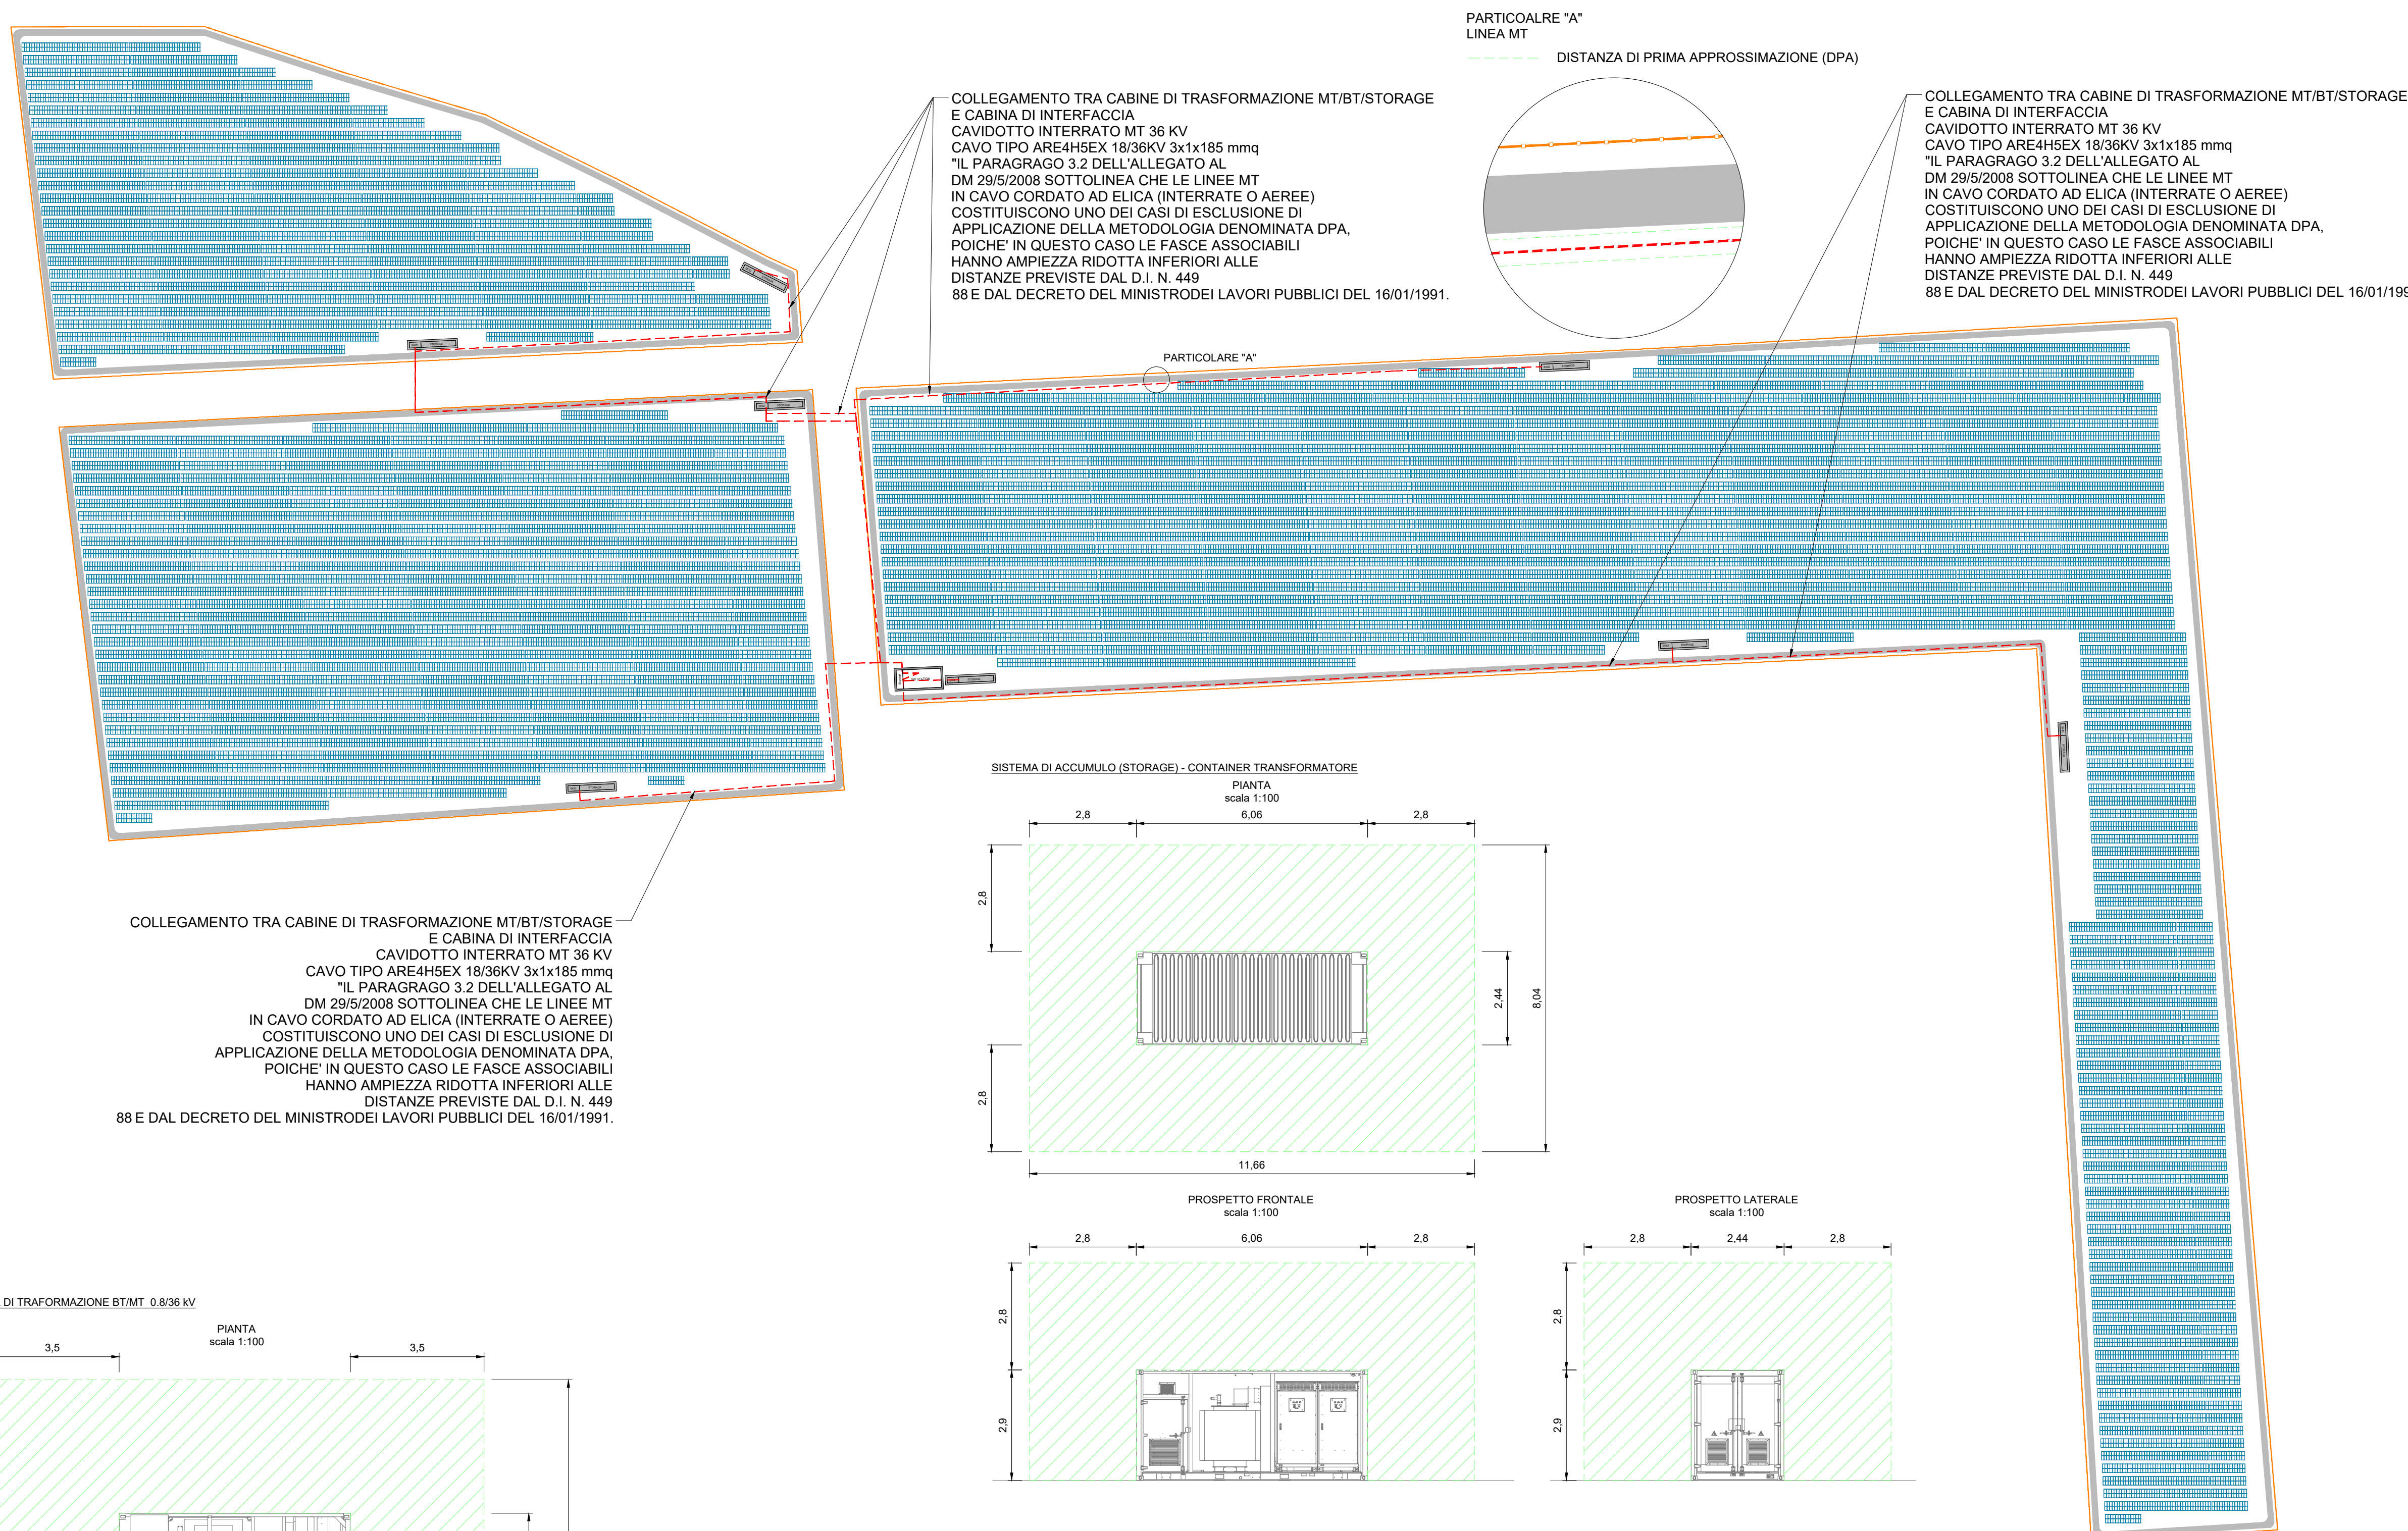 PARTICOALRE "A"
LINEA MT
DISTANZA DI PRIMA APPROSSIMAZIONE (DPA)
COLLEGAMENTO TRA CABINE DI TRASFORMAZIONE MT/BT/STORAGE
E CABINA DI INTERFACCIA
CAVIDOTTO INTERRATO MT 36 KV
CAVO TIPO ARE4H5EX 18/36KV 3x1x185 mmq
"IL PARAGRAGO 3.2 DELL'ALLEGATO AL
DM 29/5/2008 SOTTOLINEA CHE LE LINEE MT
IN CAVO CORDATO AD ELICA (INTERRATE O AEREE)
COSTITUISCONO UNO DEI CASI DI ESCLUSIONE DI
APPLICAZIONE DELLA METODOLOGIA DENOMINATA DPA,
POICHE' IN QUESTO CASO LE FASCE ASSOCIABILI
HANNO AMPIEZZA RIDOTTA INFERIORI ALLE
DISTANZE PREVISTE DAL D.I. N. 449
88 E DAL DECRETO DEL MINISTRODEI LAVORI PUBBLICI DEL 16/01/1991.
COLLEGAMENTO TRA CABINE DI TRASFORMAZIONE MT/BT/STORAGE
E CABINA DI INTERFACCIA
CAVIDOTTO INTERRATO MT 36 KV
CAVO TIPO ARE4H5EX 18/36KV 3x1x185 mmq
"IL PARAGRAGO 3.2 DELL'ALLEGATO AL
DM 29/5/2008 SOTTOLINEA CHE LE LINEE MT
IN CAVO CORDATO AD ELICA (INTERRATE O AEREE)
COSTITUISCONO UNO DEI CASI DI ESCLUSIONE DI
APPLICAZIONE DELLA METODOLOGIA DENOMINATA DPA,
POICHE' IN QUESTO CASO LE FASCE ASSOCIABILI
HANNO AMPIEZZA RIDOTTA INFERIORI ALLE
DISTANZE PREVISTE DAL D.I. N. 449
88 E DAL DECRETO DEL MINISTRODEI LAVORI PUBBLICI DEL 16/01/199
PARTICOLARE "A"
SISTEMA DI ACCUMULO (STORAGE) - CONTAINER TRANSFORMATORE
PIANTA
scala 1:100
2,8 6,06 2,8
2,8
2,44
8,04
2,8
11,66
COLLEGAMENTO TRA CABINE DI TRASFORMAZIONE MT/BT/STORAGE
E CABINA DI INTERFACCIA
CAVIDOTTO INTERRATO MT 36 KV
CAVO TIPO ARE4H5EX 18/36KV 3x1x185 mmq
"IL PARAGRAGO 3.2 DELL'ALLEGATO AL
DM 29/5/2008 SOTTOLINEA CHE LE LINEE MT
IN CAVO CORDATO AD ELICA (INTERRATE O AEREE)
COSTITUISCONO UNO DEI CASI DI ESCLUSIONE DI
APPLICAZIONE DELLA METODOLOGIA DENOMINATA DPA,
POICHE' IN QUESTO CASO LE FASCE ASSOCIABILI
HANNO AMPIEZZA RIDOTTA INFERIORI ALLE
DISTANZE PREVISTE DAL D.I. N. 449
88 E DAL DECRETO DEL MINISTRODEI LAVORI PUBBLICI DEL 16/01/1991.
PROSPETTO FRONTALE
scala 1:100
2,8 6,06 2,8
2,8
2,9
PROSPETTO LATERALE
scala 1:100
2,8 2,44 2,8
2,8
2,9
DI TRAFORMAZIONE BT/MT 0.8/36 kV
PIANTA
scala 1:100
3,5 3,5